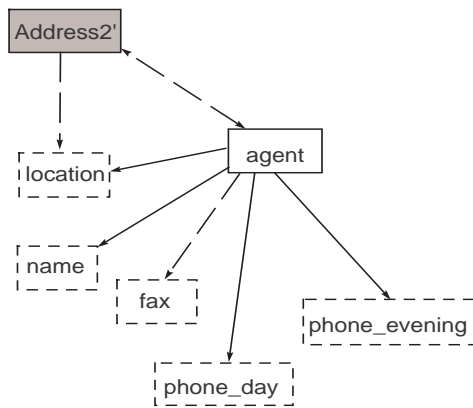 Address2'
agent
location
name
fax
phone_evening
phone_day